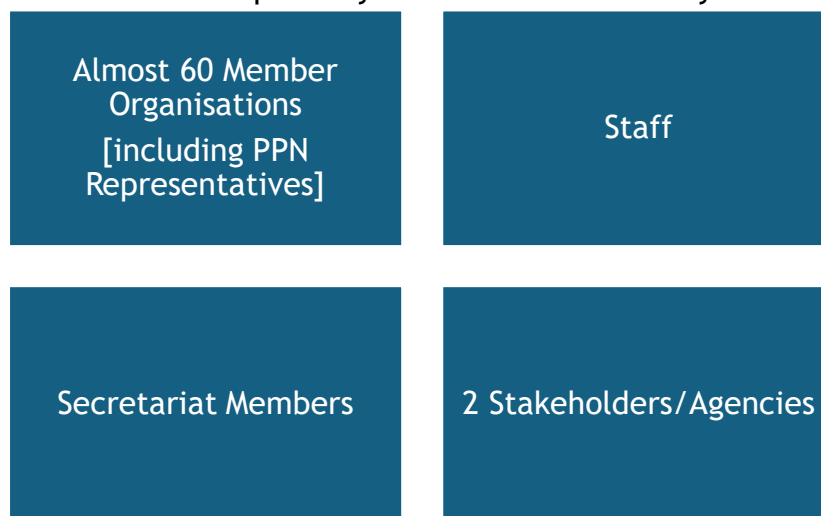 Almost 60 Member
Organisations
[including PPN
Representatives]
Staff
Secretariat Members
2 Stakeholders/Agencies